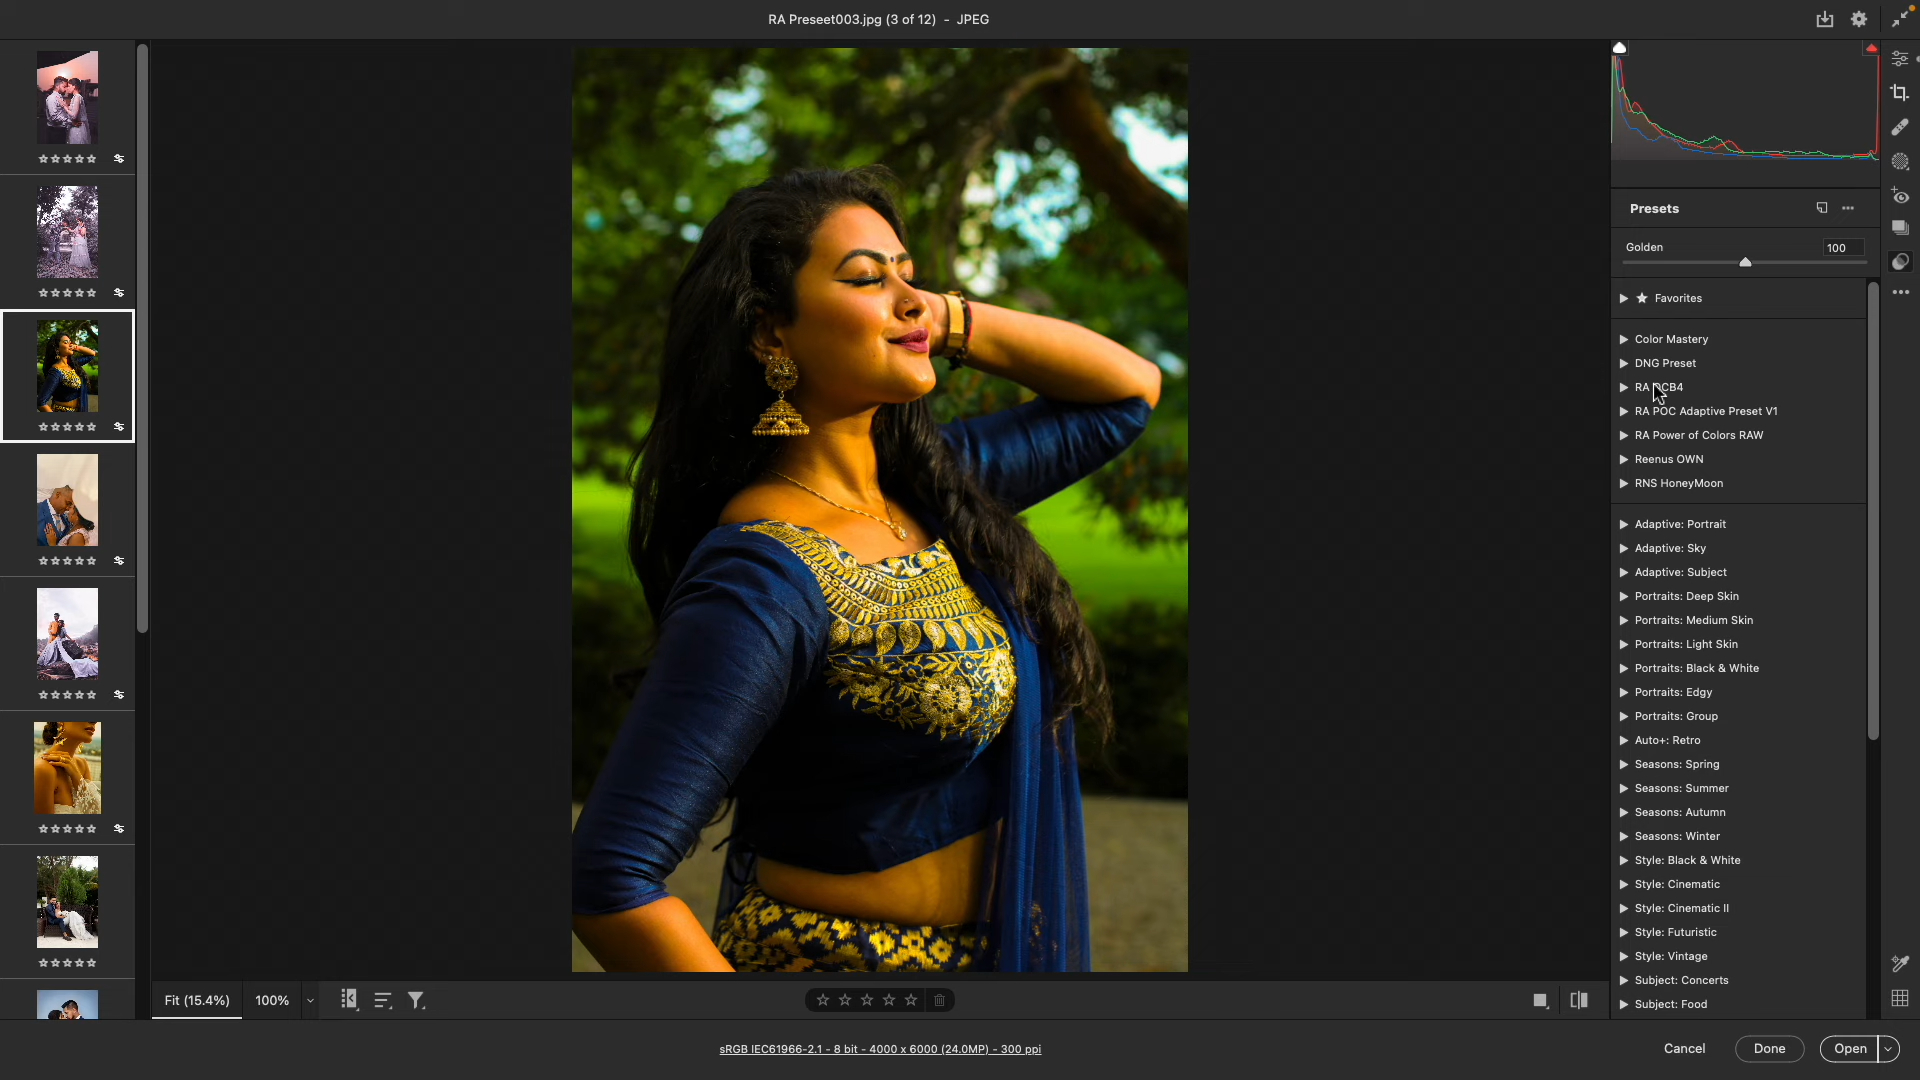 RA Preseet003.jpg (3 of 12) - JPEG
Presets
Golden 100
Favorites
Color Mastery
DNG Preset
RA POC Adaptive Preset V1
RA Power of Colors RAW
Reenus OWN
RNS HoneyMoon
Adaptive: Portrait
Adaptive: Sky
Adaptive: Subject
Portraits: Deep Skin
Portraits: Medium Skin
Portraits: Light Skin
Portraits: Black & White
Portraits: Edgy
Portraits: Group
Auto+: Retro
Seasons: Spring
Seasons: Summer
Seasons: Autumn
Seasons: Winter
Style: Black & White
Style: Cinematic
Style: Cinematic II
Style: Futuristic
Style: Vintage
Subject: Concerts
Subject: Food
Fit (15.4%) 100%
sRGB IEC61966-2.1 - 8 bit - 4000 x 6000 (24.0MP) - 300 ppi
Cancel Done Open